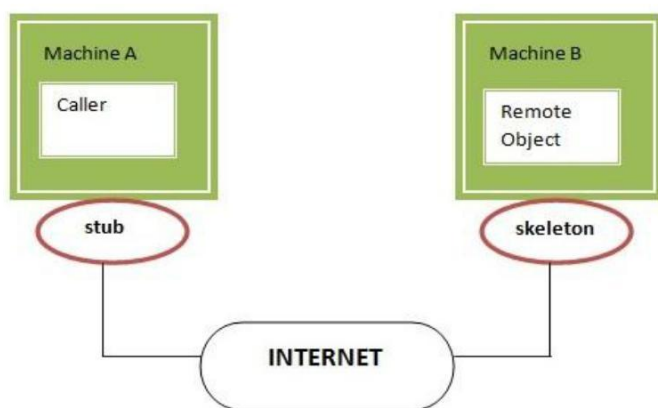 Machine A
Caller
stub
Machine B
Remote
Object
skeleton
INTERNET